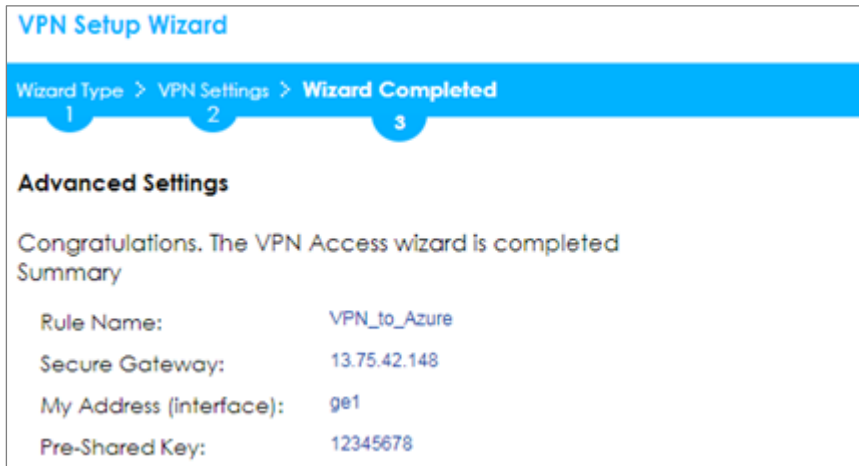 VPN Setup Wizard
Wizard Type > VPN Settings > Wizard Completed
1 2 3
Advanced Settings
Congratulations. The VPN Access wizard is completed
Summary
Rule Name: VPN_to_Azure
Secure Gateway: 13.75.42.148
My Address (interface): ge1
Pre-Shared Key: 12345678